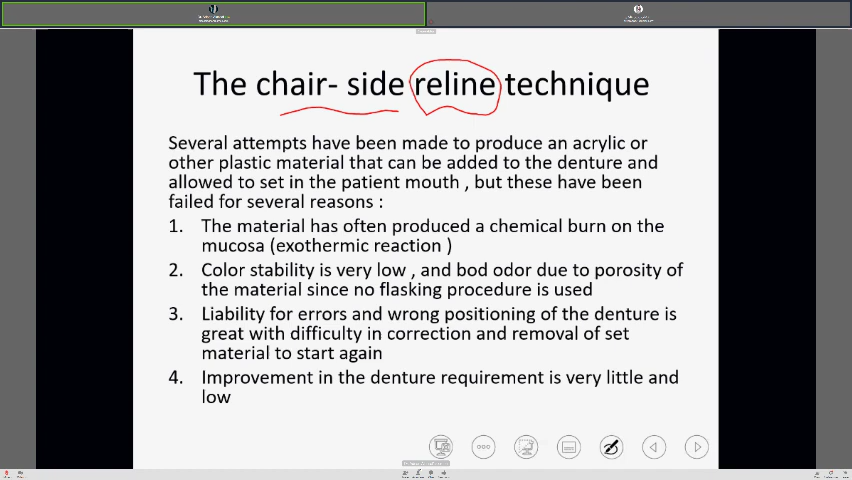 The chair- side reline technique
Several attempts have been made to produce an acrylic or
other plastic material that can be added to the denture and
allowed to set in the patient mouth , but these have been
failed for several reasons :
1. The material has often produced a chemical burn on the
mucosa (exothermic reaction )
2. Color stability is very low , and bod odor due to porosity of
the material since no flasking procedure is used
3. Liability for errors and wrong positioning of the denture is
great with difficulty in correction and removal of set
material to start again
4. Improvement in the denture requirement is very little and
low